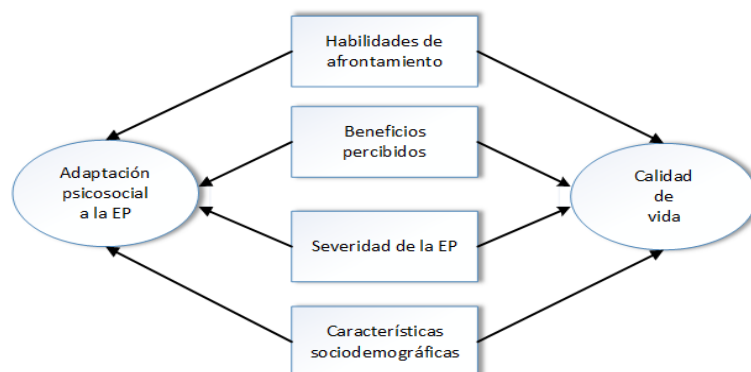 Habilidades de
afrontamiento
Beneficios
percibidos
Adaptación
psicosocial
a la EP
Calidad
de
vida
Severidad de la EP
Características
sociodemográficas